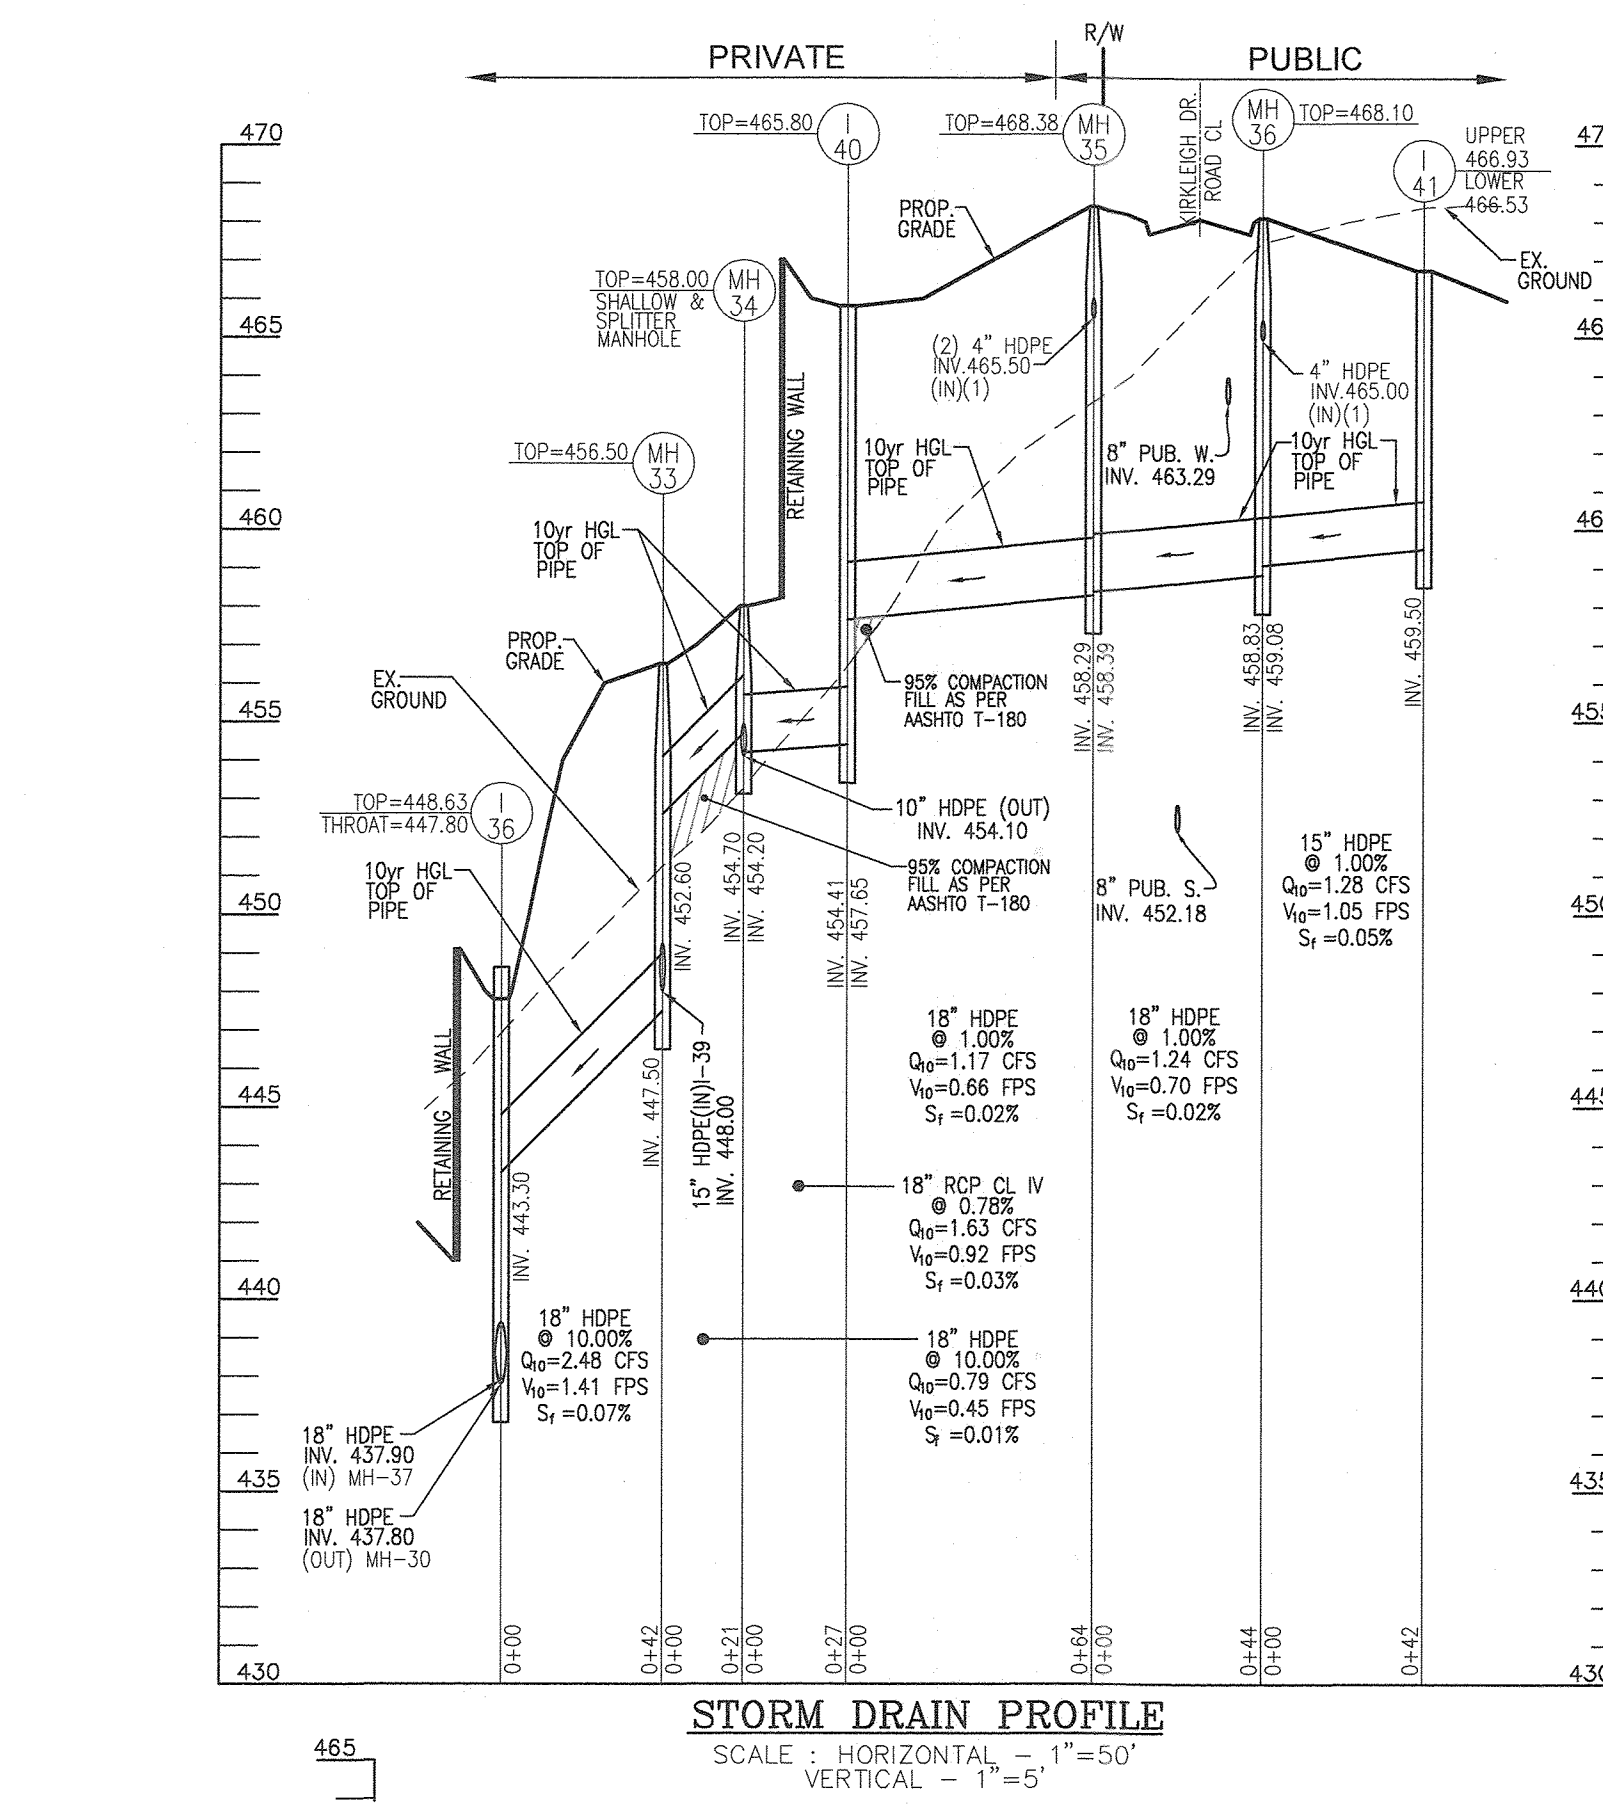 PRIVATE
R/W
PUBLIC
TOP=465.80
I
40
TOP=468.38
MH
35
KIRKLEIGH DR.
ROAD CL
MH
36
TOP=468.10
I
41
UPPER
466.93
LOWER
466.53
470
47
PROP.
GRADE
EX.
GROUND
TOP=458.00
SHALLOW &
SPLITTER
MANHOLE
MH
34
465
46
(2) 4" HDPE
INV.465.50
(IN)(1)
4" HDPE
INV.465.00
(IN)(1)
RETAINING WALL
TOP=456.50
MH
33
10yr HGL
TOP OF
PIPE
8" PUB. W.
INV. 463.29
10yr HGL
TOP OF
PIPE
460
46
10yr HGL
TOP OF
PIPE
PROP.
GRADE
EX.
GROUND
95% COMPACTION
FILL AS PER
AASHTO T-180
INV. 458.29
INV. 458.39
INV. 458.83
INV. 459.08
INV. 459.50
455
455
TOP=448.63
THROAT=447.80
I
36
10" HDPE (OUT)
INV. 454.10
10yr HGL
TOP OF
PIPE
INV. 452.60
INV. 454.70
INV. 454.20
INV. 454.41
INV. 457.65
95% COMPACTION
FILL AS PER
AASHTO T-180
8" PUB. S.
INV. 452.18
15" HDPE
@ 1.00%
Q10=1.28 CFS
V10=1.05 FPS
Sf =0.05%
450
450
RETAINING WALL
INV. 447.50
15" HDPE(IN)I-39
INV. 448.00
18" HDPE
@ 1.00%
Q10=1.17 CFS
V10=0.66 FPS
Sf =0.02%
18" HDPE
@ 1.00%
Q10=1.24 CFS
V10=0.70 FPS
Sf =0.02%
445
445
INV. 443.30
18" RCP CL IV
@ 0.78%
Q10=1.63 CFS
V10=0.92 FPS
Sf =0.03%
440
440
18" HDPE
@ 10.00%
Q10=2.48 CFS
V10=1.41 FPS
Sf =0.07%
18" HDPE
@ 10.00%
Q10=0.79 CFS
V10=0.45 FPS
Sf =0.01%
18" HDPE
INV. 437.90
(IN) MH-37
435
435
18" HDPE
INV. 437.80
(OUT) MH-30
0+00
0+42
0+00
0+21
0+00
0+27
0+00
0+64
0+00
0+44
0+00
0+42
430
430
STORM DRAIN PROFILE
SCALE : HORIZONTAL - 1"=50'
VERTICAL - 1"=5'
465